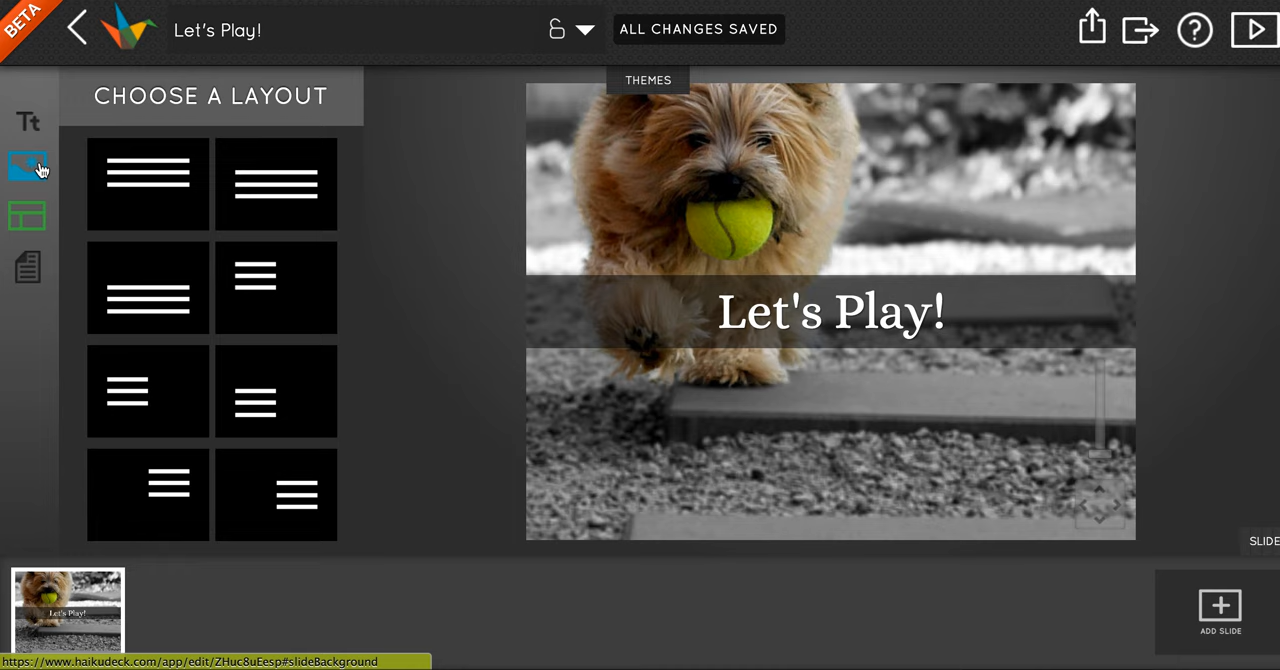 BETA
Let's Play!
ALL CHANGES SAVED
THEMES
CHOOSE A LAYOUT
Tt
Let's Play!
SLIDE
Let's Play!
ADD SLIDE
https://www.haikudeck.com/app/edit/ZHuc8uEesp#slideBackground